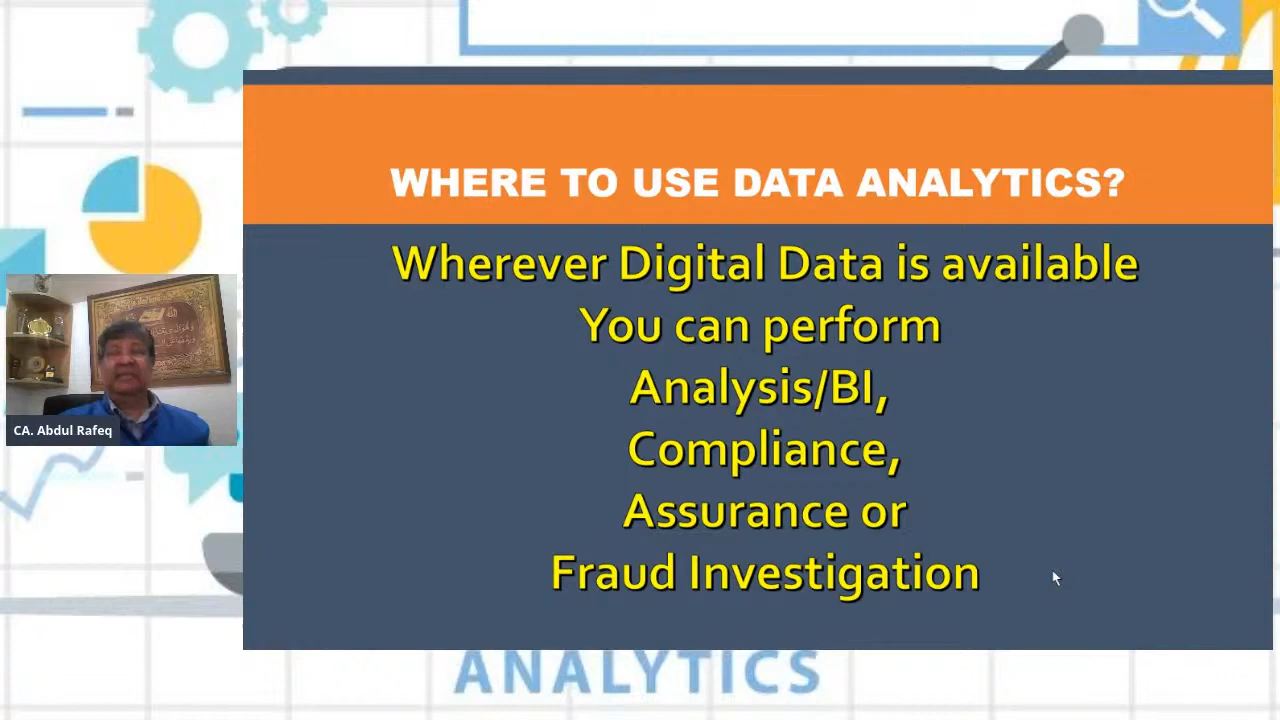 WHERE TO USE DATA ANALYTICS?
Wherever Digital Data is available
You can perform
Analysis/BI,
Compliance,
Assurance or
Fraud Investigation
CA. Abdul Rafeq
ANALYTICS